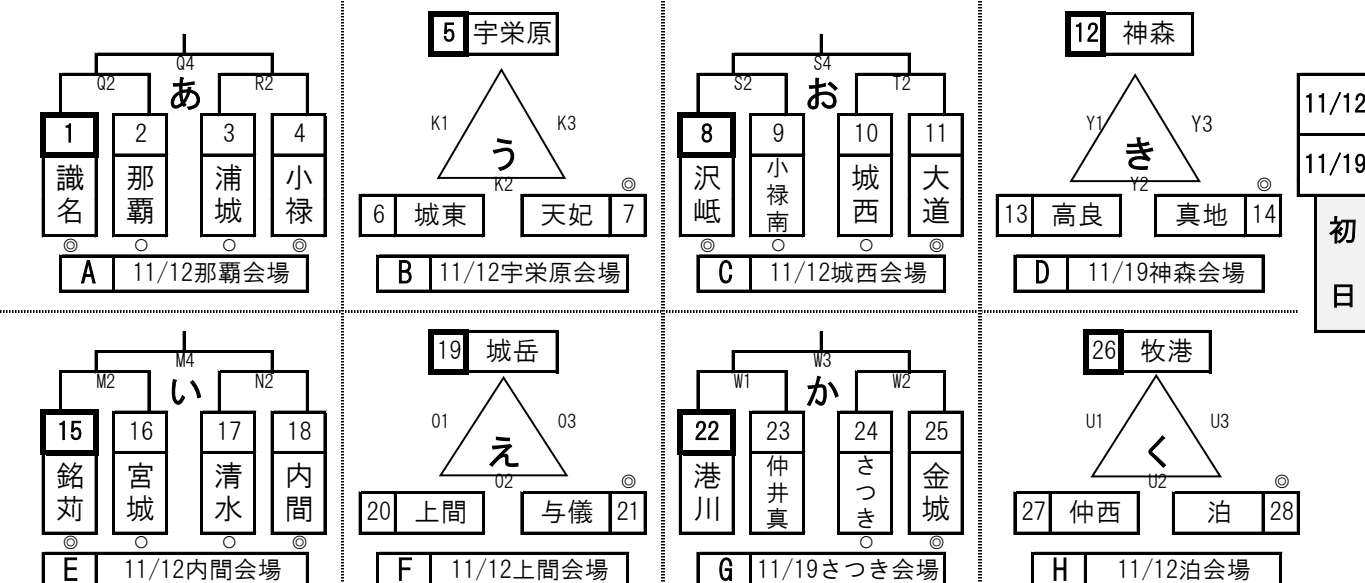 Q4
Q2 あ R2
1 2 3 4
識名 那覇 浦城 小禄
◎ ○ ○ ◎
A 11/12那覇会場
5 宇栄原
K1 う K3
K2
◎
6 城東 天妃 7
B 11/12宇栄原会場
S4
S2 お T2
8 9 10 11
沢岻 小禄南 城西 大道
◎ ○ ○ ◎
C 11/12城西会場
12 神森
Y1 き Y3
Y2
◎
13 高良 真地 14
D 11/19神森会場
11/12
11/19
初日
M4
M2 い N2
15 16 17 18
銘苅 宮城 清水 内間
◎ ○ ○ ◎
E 11/12内間会場
19 城岳
O1 え O3
O2
◎
20 上間 与儀 21
F 11/12上間会場
W3
W1 か W2
22 23 24 25
港川 仲井真 さつき 金城
○ ◎
G 11/19さつき会場
26 牧港
U1 く U3
U2
◎
27 仲西 泊 28
H 11/12泊会場